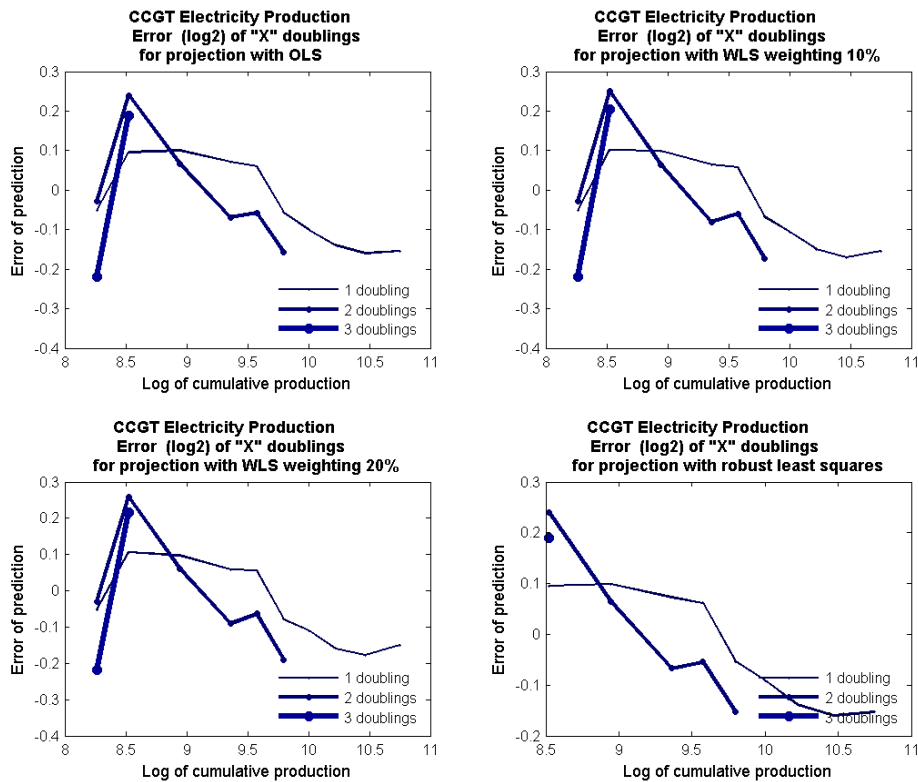 CCGT Electricity Production
Error (log2) of "X" doublings
for projection with OLS
0.3
0.2
0.1
0
-0.1
-0.2
-0.3
-0.4
8
8.5
9
9.5
10
10.5
11
Error of prediction
Log of cumulative production
1 doubling
2 doublings
3 doublings
CCGT Electricity Production
Error (log2) of "X" doublings
for projection with WLS weighting 10%
0.3
0.2
0.1
0
-0.1
-0.2
-0.3
-0.4
8
8.5
9
9.5
10
10.5
11
Error of prediction
Log of cumulative production
1 doubling
2 doublings
3 doublings
CCGT Electricity Production
Error (log2) of "X" doublings
for projection with WLS weighting 20%
0.3
0.2
0.1
0
-0.1
-0.2
-0.3
-0.4
8
8.5
9
9.5
10
10.5
11
Error of prediction
Log of cumulative production
1 doubling
2 doublings
3 doublings
CCGT Electricity Production
Error (log2) of "X" doublings
for projection with robust least squares
0.3
0.2
0.1
0
-0.1
-0.2
8.5
9
9.5
10
10.5
11
Error of prediction
Log of cumulative production
1 doubling
2 doublings
3 doublings